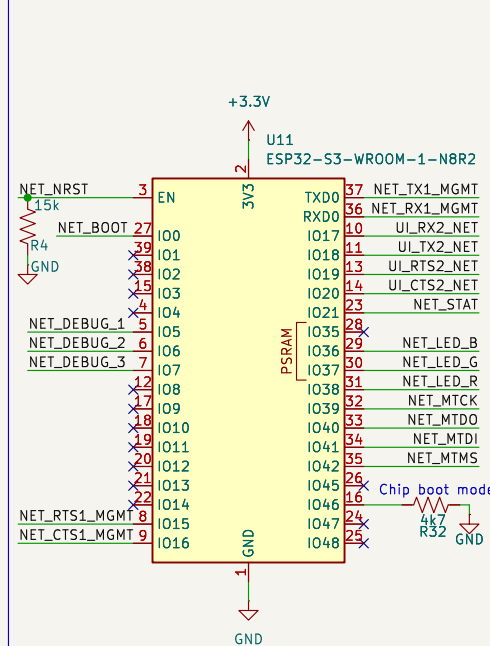 +3.3V
U11
ESP32-S3-WROOM-1-N8R2
2
3V3
NET_NRST 3 EN
TXD0 37 NET_TX1_MGMT
15k
R4
GND
RXD0 36 NET_RX1_MGMT
NET_BOOT 27 IO0
IO17 10 UI_RX2_NET
39 IO1
IO18 11 UI_TX2_NET
38 IO2
IO19 13 UI_RTS2_NET
15 IO3
IO20 14 UI_CTS2_NET
4 IO4
IO21 23 NET_STAT
NET_DEBUG_1 5 IO5
IO35 28
NET_DEBUG_2 6 IO6
IO36 29 NET_LED_B
NET_DEBUG_3 7 IO7
IO37 30 NET_LED_G
PSRAM
12 IO8
IO38 31 NET_LED_R
17 IO9
IO39 32 NET_MTCK
18 IO10
IO40 33 NET_MTDO
19 IO11
IO41 34 NET_MTDI
20 IO12
IO42 35 NET_MTMS
21 IO13
IO45 26
Chip boot mode
22 IO14
IO46 16
4k7
R32
GND
NET_RTS1_MGMT 8 IO15
IO47 24
NET_CTS1_MGMT 9 IO16
IO48 25
GND
1
GND